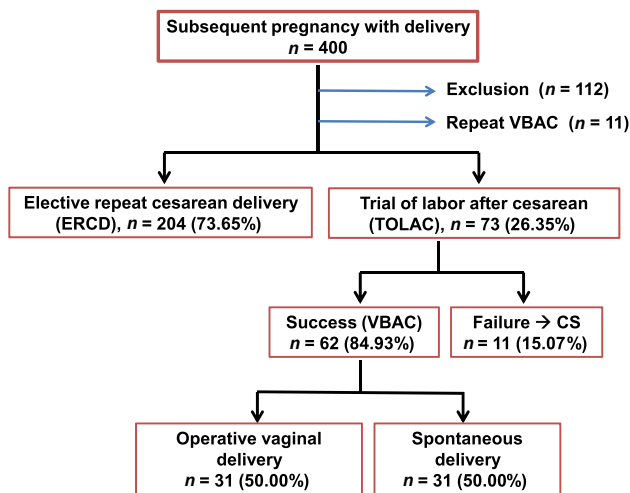 Subsequent pregnancy with delivery
n = 400
Exclusion (n = 112)
Repeat VBAC (n = 11)
Elective repeat cesarean delivery
(ERCD), n = 204 (73.65%)
Trial of labor after cesarean
(TOLAC), n = 73 (26.35%)
Success (VBAC)
n = 62 (84.93%)
Failure → CS
n = 11 (15.07%)
Operative vaginal
delivery
n = 31 (50.00%)
Spontaneous
delivery
n = 31 (50.00%)